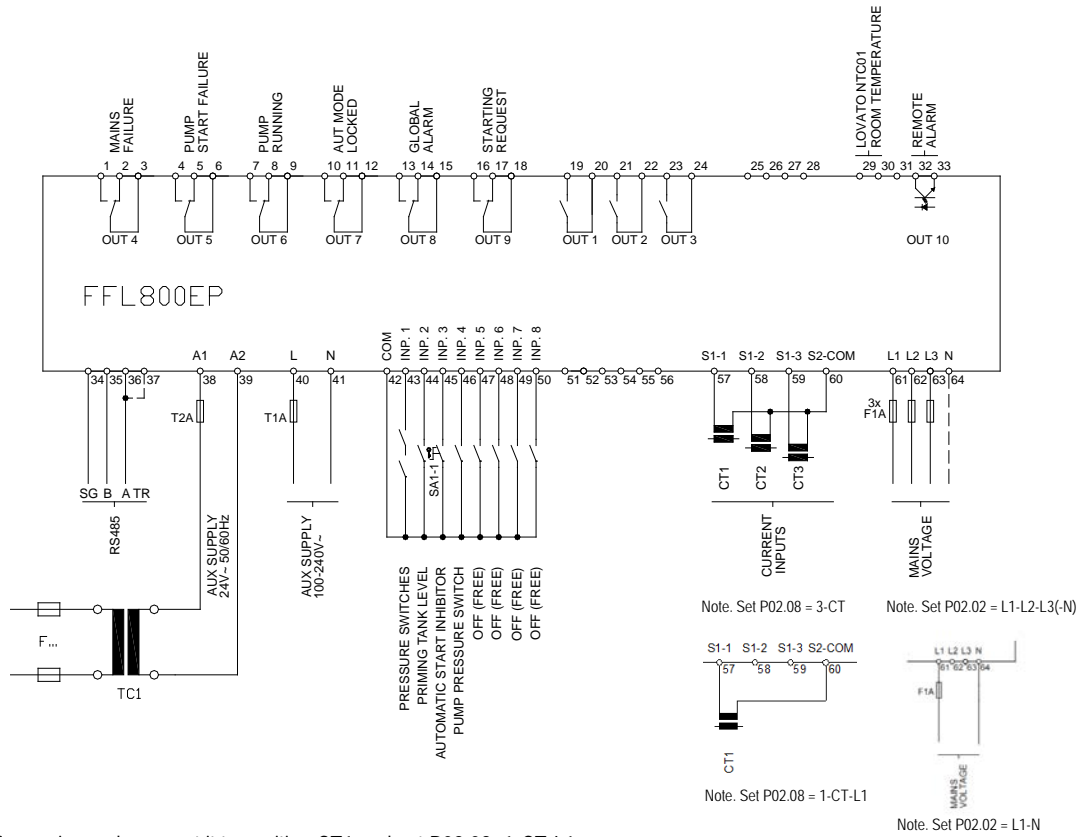 MAINS
FAILURE
PUMP
START FAILURE
PUMP
RUNNING
AUT MODE
LOCKED
GLOBAL
ALARM
STARTING
REQUEST
LOVATO NTC01
ROOM TEMPERATURE
REMOTE
ALARM
1 2 3 4 5 6 7 8 9 10 11 12 13 14 15 16 17 18 19 20 21 22 23 24 25 26 27 28 29 30 31 32 33
OUT 4 OUT 5 OUT 6 OUT 7 OUT 8 OUT 9 OUT 1 OUT 2 OUT 3 OUT 10
FFL800EP
A1 A2 L N COM INP. 1 INP. 2 INP. 3 INP. 4 INP. 5 INP. 6 INP. 7 INP. 8 S1-1 S1-2 S1-3 S2-COM L1 L2 L3 N
34 35 36 37 38 39 40 41 42 43 44 45 46 47 48 49 50 51 52 53 54 55 56 57 58 59 60 61 62 63 64
T2A T1A
3x
F1A
SA1-1
CT1 CT2 CT3
SG B A TR
RS485
AUX SUPPLY
24V~ 50/60Hz
AUX SUPPLY
100-240V~
PRESSURE SWITCHES
PRIMING TANK LEVEL
AUTOMATIC START INHIBITOR
PUMP PRESSURE SWITCH
OFF (FREE)
OFF (FREE)
OFF (FREE)
OFF (FREE)
CURRENT
INPUTS
MAINS
VOLTAGE
F...
TC1
Note. Set P02.08 = 3-CT
Note. Set P02.02 = L1-L2-L3(-N)
S1-1 S1-2 S1-3 S2-COM
57 58 59 60
CT1
Note. Set P02.08 = 1-CT-L1
L1 L2 L3 N
61 62 63 64
F1A
MAINS
VOLTAGE
Note. Set P02.02 = L1-N